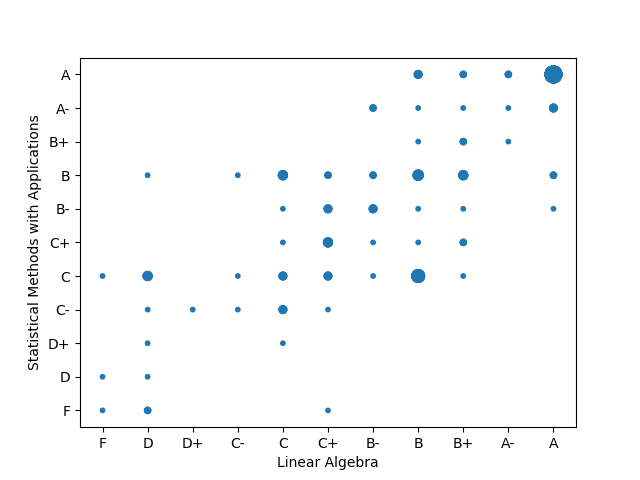 Statistical Methods with Applications
A
A-
B+
B
B-
C+
C
C-
D+
D
F
F D D+ C- C C+ B- B B+ A- A
Linear Algebra